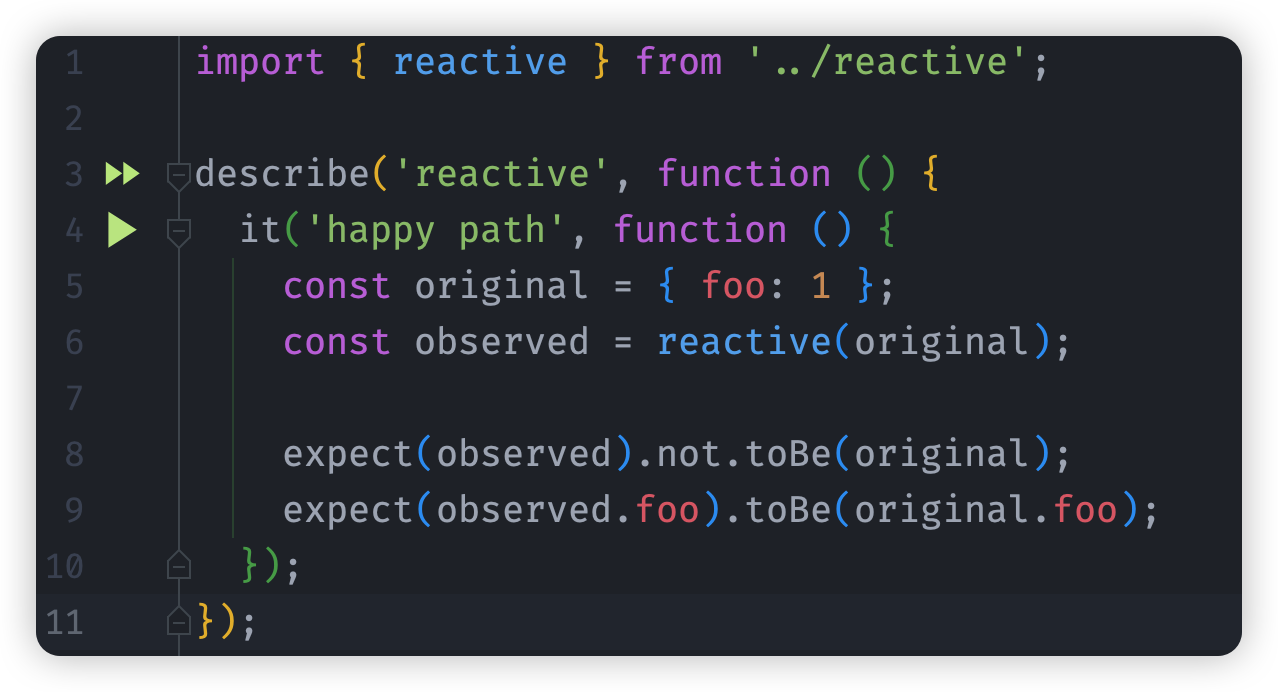 1 import { reactive } from '../reactive';
2
3 describe('reactive', function () {
4   it('happy path', function () {
5     const original = { foo: 1 };
6     const observed = reactive(original);
7
8     expect(observed).not.toBe(original);
9     expect(observed.foo).toBe(original.foo);
10   });
11 });